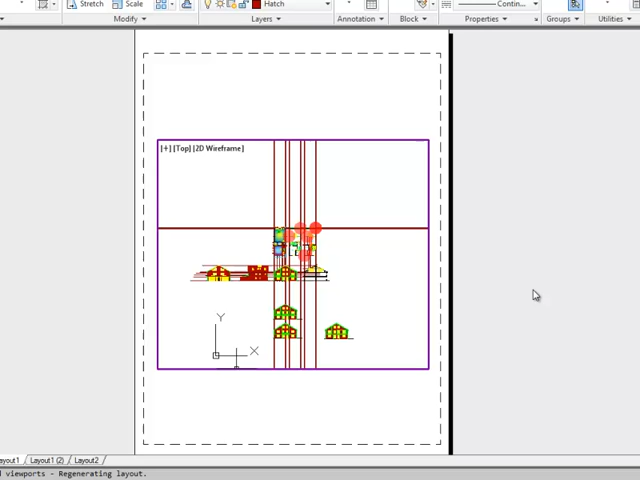 Stretch Scale Hatch Contin...
Modify Layers Annotation Block Properties Groups Utilities
[+] [Top] [2D Wireframe]
Y
X
ayout1 Layout1 (2) Layout2
d viewports - Regenerating layout.